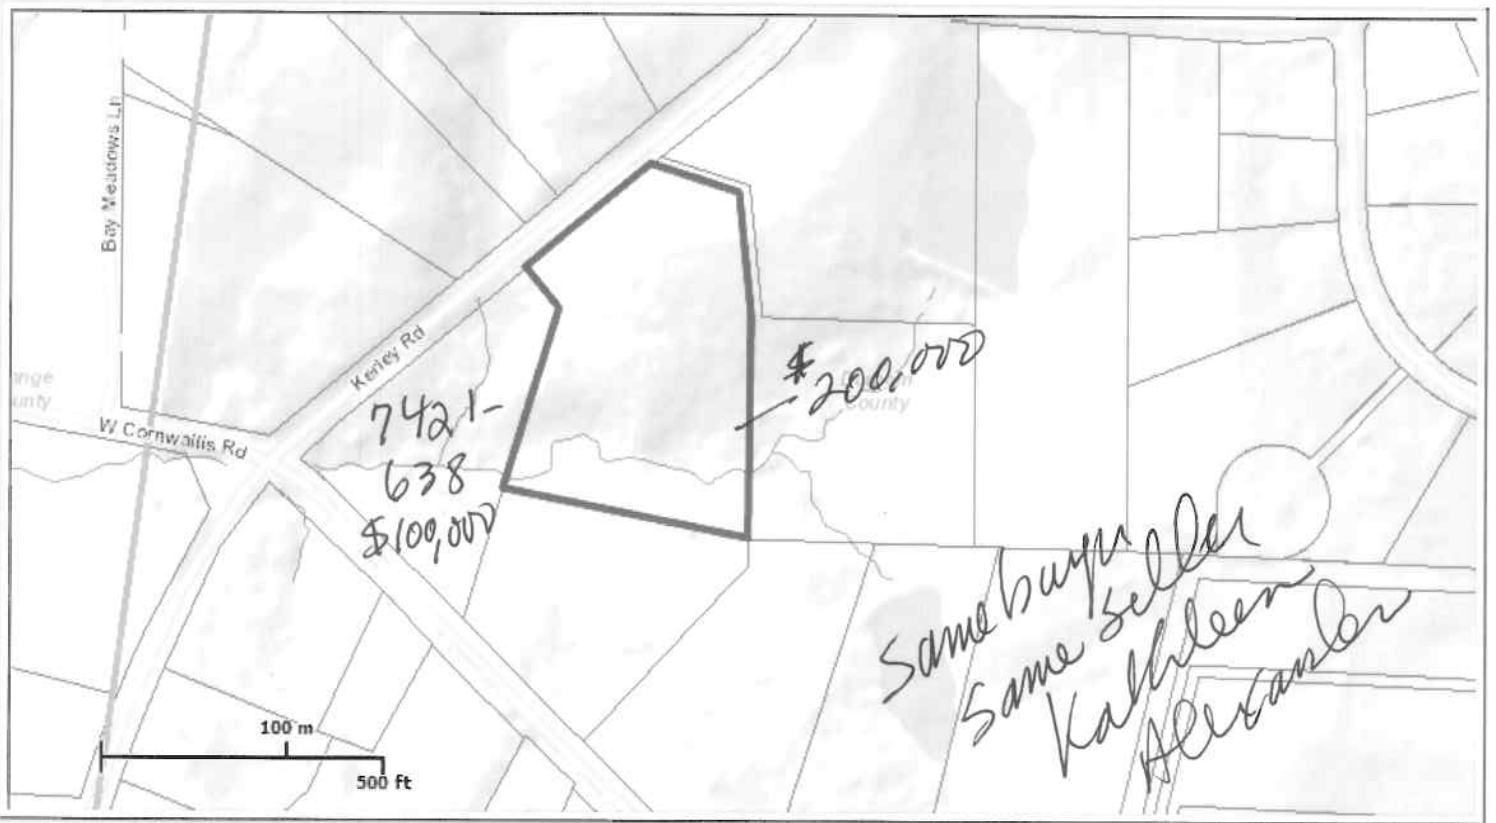 Bay Meadows Ln
Kerley Rd
W Cornwallis Rd
County
7421-
638
$100,000
$200,000
Same buyer
Same seller
Kathleen
Alexander
100 m
500 ft